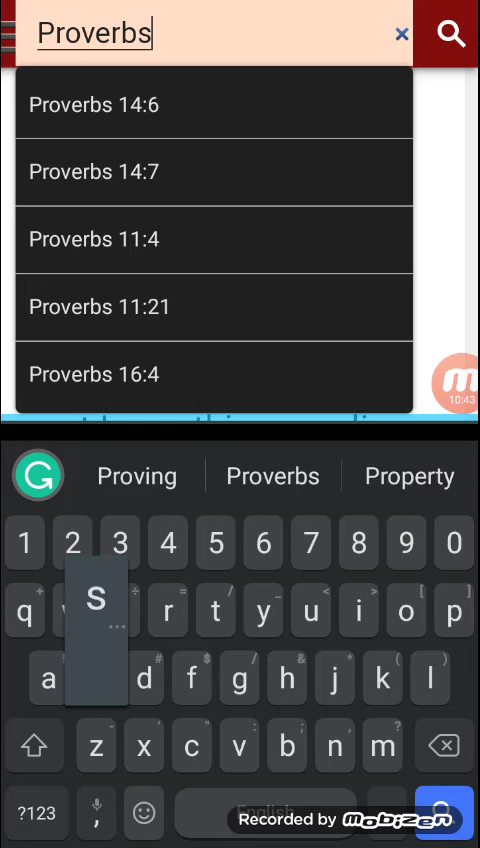 Proverbs
×
Proverbs 14:6
Proverbs 14:7
Proverbs 11:4
Proverbs 11:21
Proverbs 16:4
10:43
Proving Proverbs Property
1 2 3 4 5 6 7 8 9 0
q r t y u i o p
s
a d f g h j k l
z x c v b n m
?123 , English
Recorded by mobizen